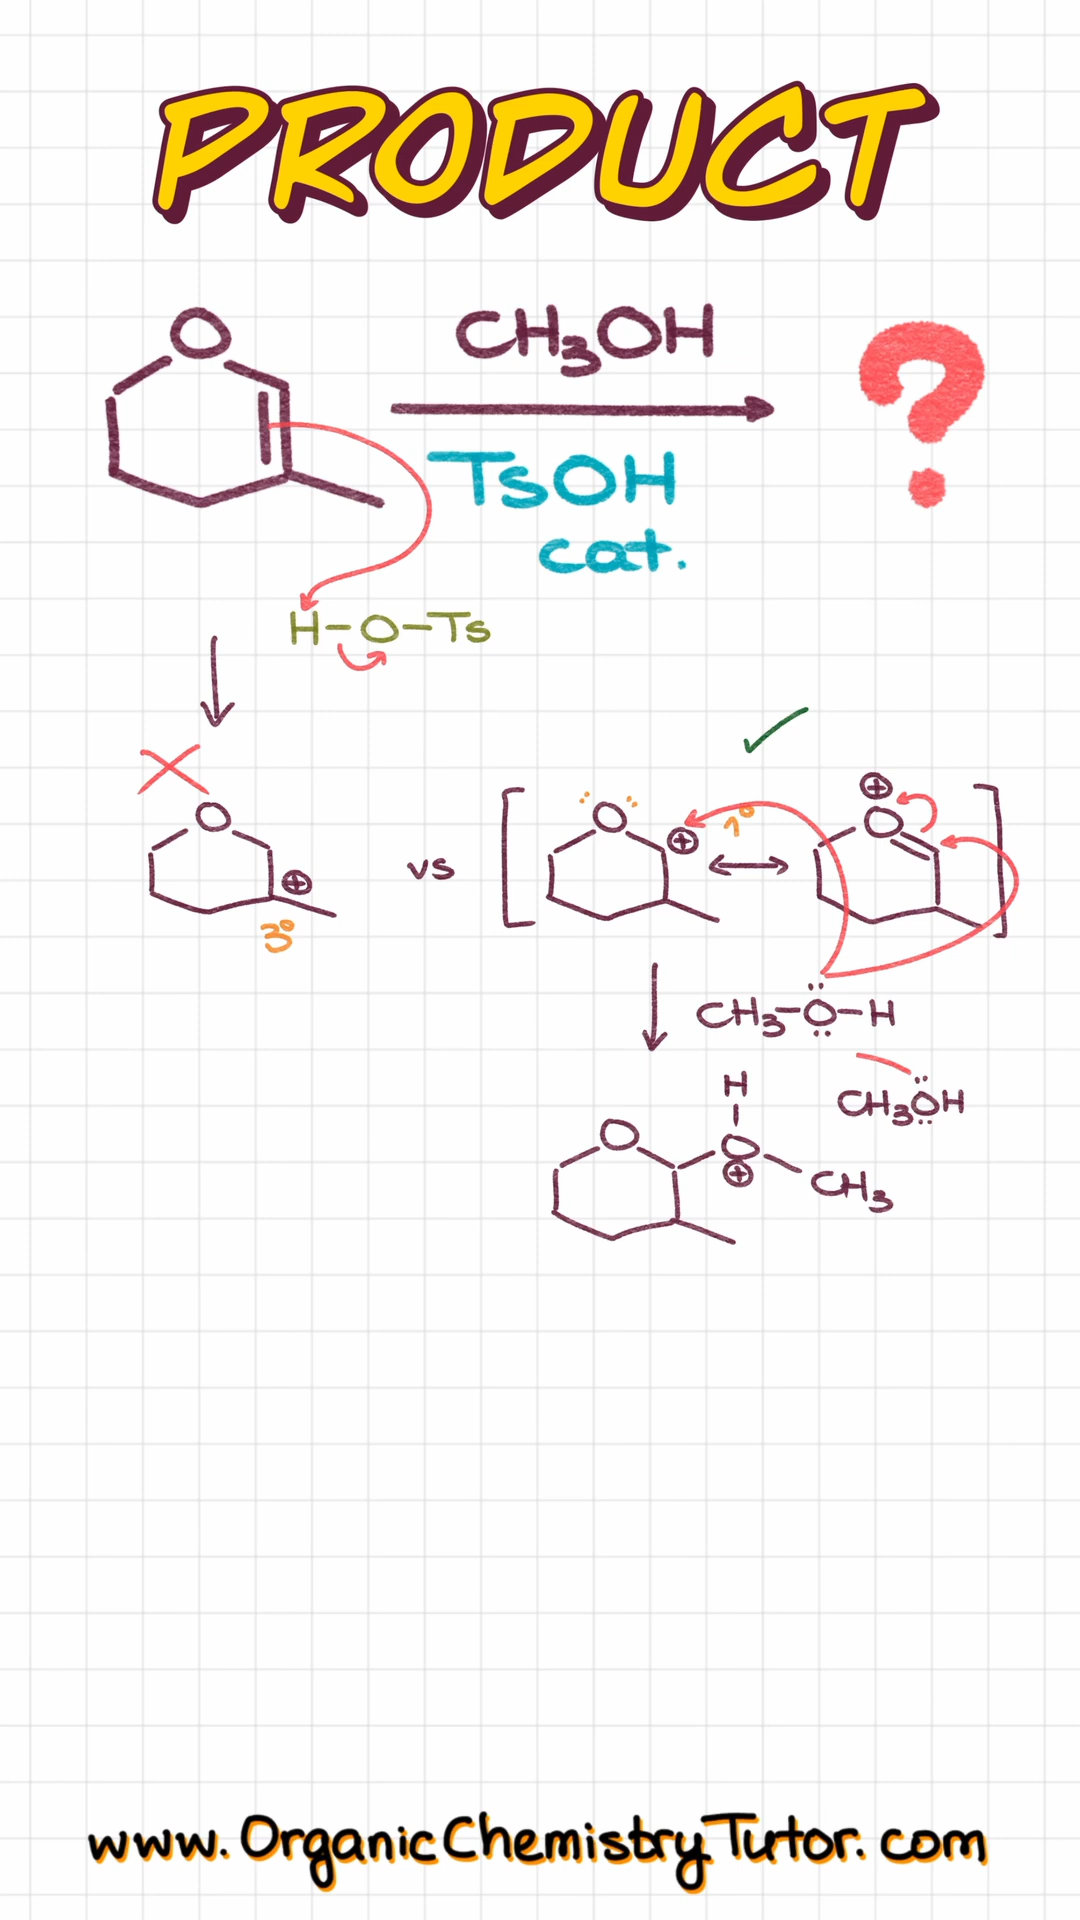 PRODUCT
O
CH3OH
?
TsOH
cat.
H-O-Ts
O
⊕
3°
vs
O
⊕
1°
⊕
O
CH3-O-H
H
CH3OH
O
O
⊕
CH3
www.OrganicChemistryTutor.com